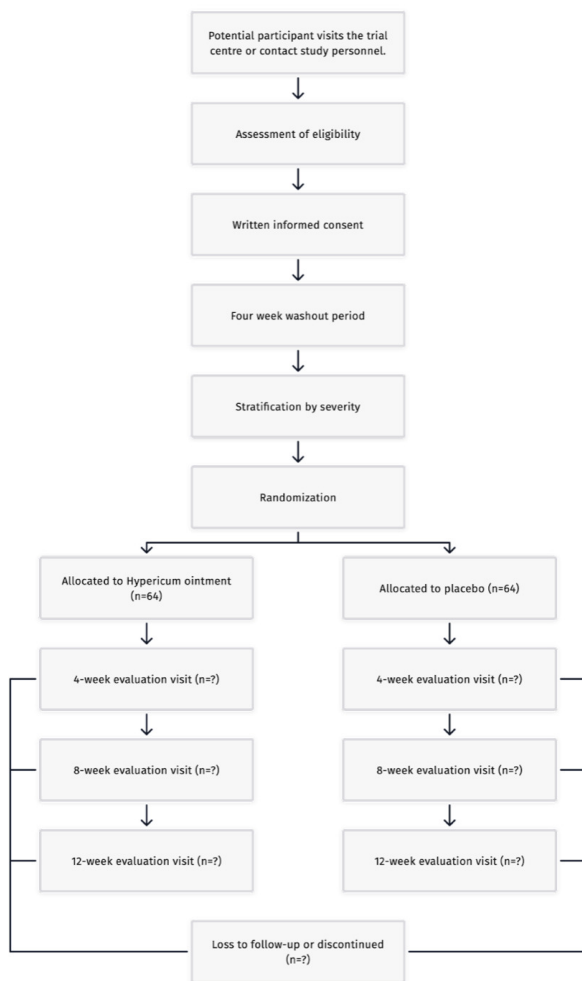 Potential participant visits the trial
centre or contact study personnel.
Assessment of eligibility
Written informed consent
Four week washout period
Stratification by severity
Randomization
Allocated to Hypericum ointment
(n=64)
Allocated to placebo (n=64)
4-week evaluation visit (n=?)
4-week evaluation visit (n=?)
8-week evaluation visit (n=?)
8-week evaluation visit (n=?)
12-week evaluation visit (n=?)
12-week evaluation visit (n=?)
Loss to follow-up or discontinued
(n=?)